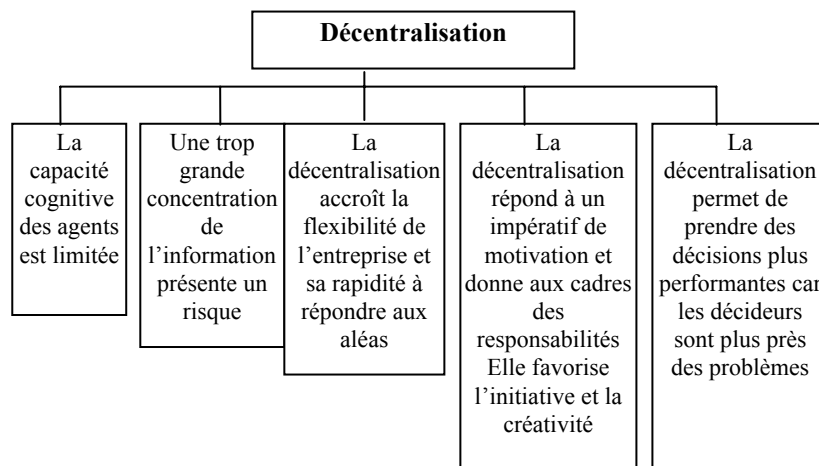 Décentralisation
La
capacité
cognitive
des agents
est limitée
Une trop
grande
concentration
de
l’information
présente un
risque
La
décentralisation
accroît la
flexibilité de
l’entreprise et
sa rapidité à
répondre aux
aléas
La
décentralisation
répond à un
impératif de
motivation et
donne aux cadres
des
responsabilités
Elle favorise
l’initiative et la
créativité
La
décentralisation
permet de
prendre des
décisions plus
performantes car
les décideurs
sont plus près
des problèmes